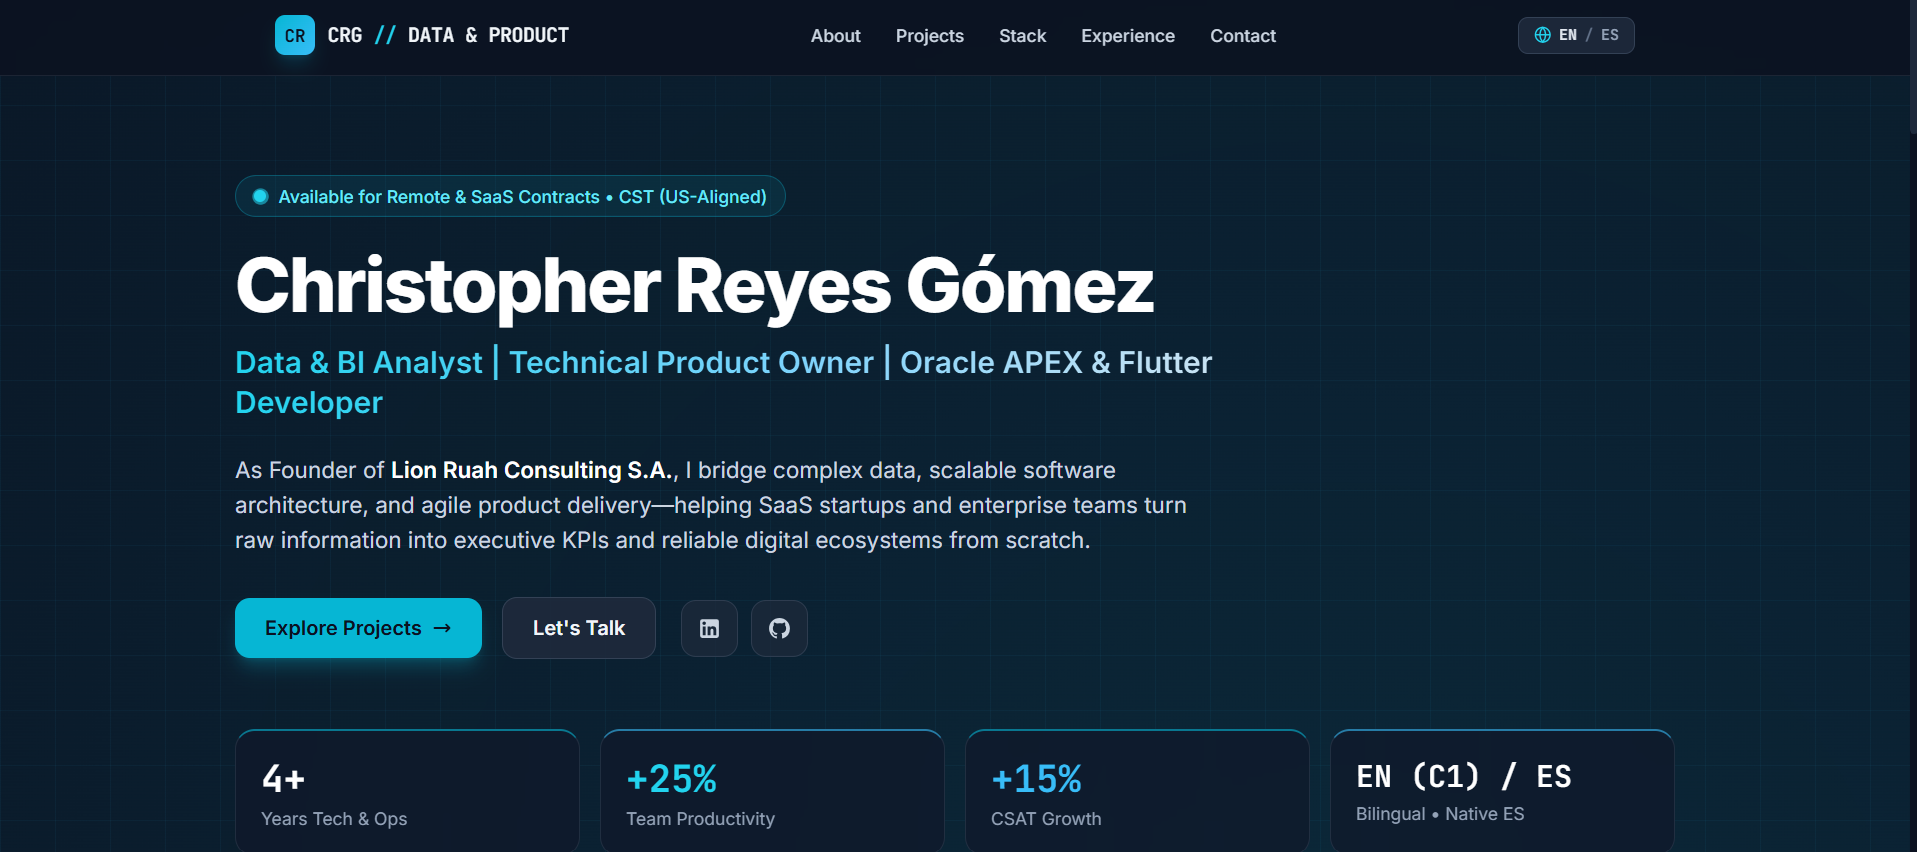 CR CRG // DATA & PRODUCT About Projects Stack Experience Contact EN / ES
Available for Remote & SaaS Contracts • CST (US-Aligned)
Christopher Reyes Gómez
Data & BI Analyst | Technical Product Owner | Oracle APEX & Flutter
Developer
As Founder of Lion Ruah Consulting S.A., I bridge complex data, scalable software
architecture, and agile product delivery—helping SaaS startups and enterprise teams turn
raw information into executive KPIs and reliable digital ecosystems from scratch.
Explore Projects → Let's Talk in
4+
Years Tech & Ops
+25%
Team Productivity
+15%
CSAT Growth
EN (C1) / ES
Bilingual • Native ES